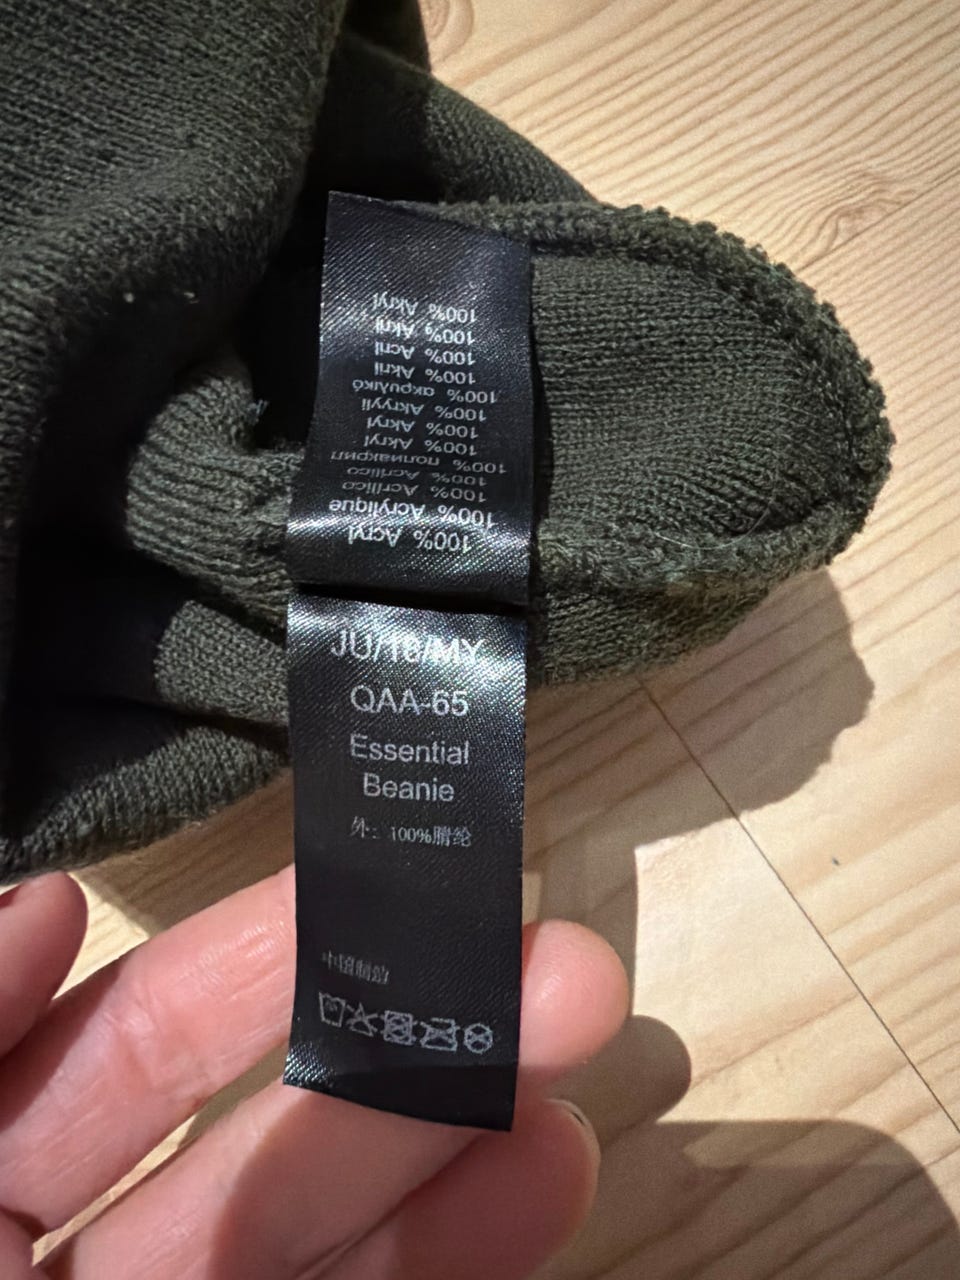 100% Acryl
100% Acrylique
100% Acrilico
100% Acrílico
100% полиакрил
100% Akryl
100% Akryl
100% Akryyli
100% ακρυλικό
100% Akril
100% Acril
100% Akril
100% Akryl
JU/16/MY
QAA-65
Essential
Beanie
外：100%腈纶
中国制造